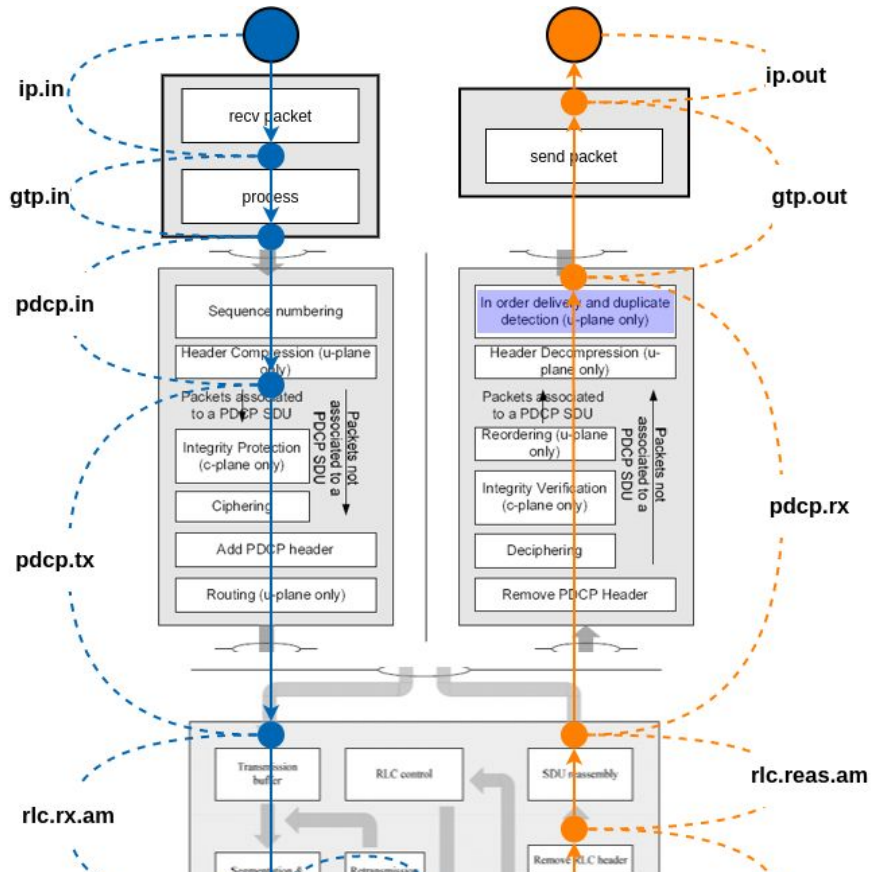 ip.in
recv packet
gtp.in
process
pdcp.in
Sequence numbering
Header Compression (u-plane
only)
Packets associated
to a PDCP SDU
Packets not
associated to a
PDCP SDU
Integrity Protection
(c-plane only)
Ciphering
Add PDCP header
Routing (u-plane only)
pdcp.tx
ip.out
send packet
gtp.out
In order delivery and duplicate
detection (u-plane only)
Header Decompression (u-
plane only)
Packets associated
to a PDCP SDU
Reordering (u-plane
only)
Packets not
associated to a
PDCP SDU
Integrity Verification
(c-plane only)
Deciphering
Remove PDCP Header
pdcp.rx
Transmission
buffer
RLC control
SDU reassembly
rlc.reas.am
rlc.rx.am
Segmentation &
Retransmission
Remove RLC header